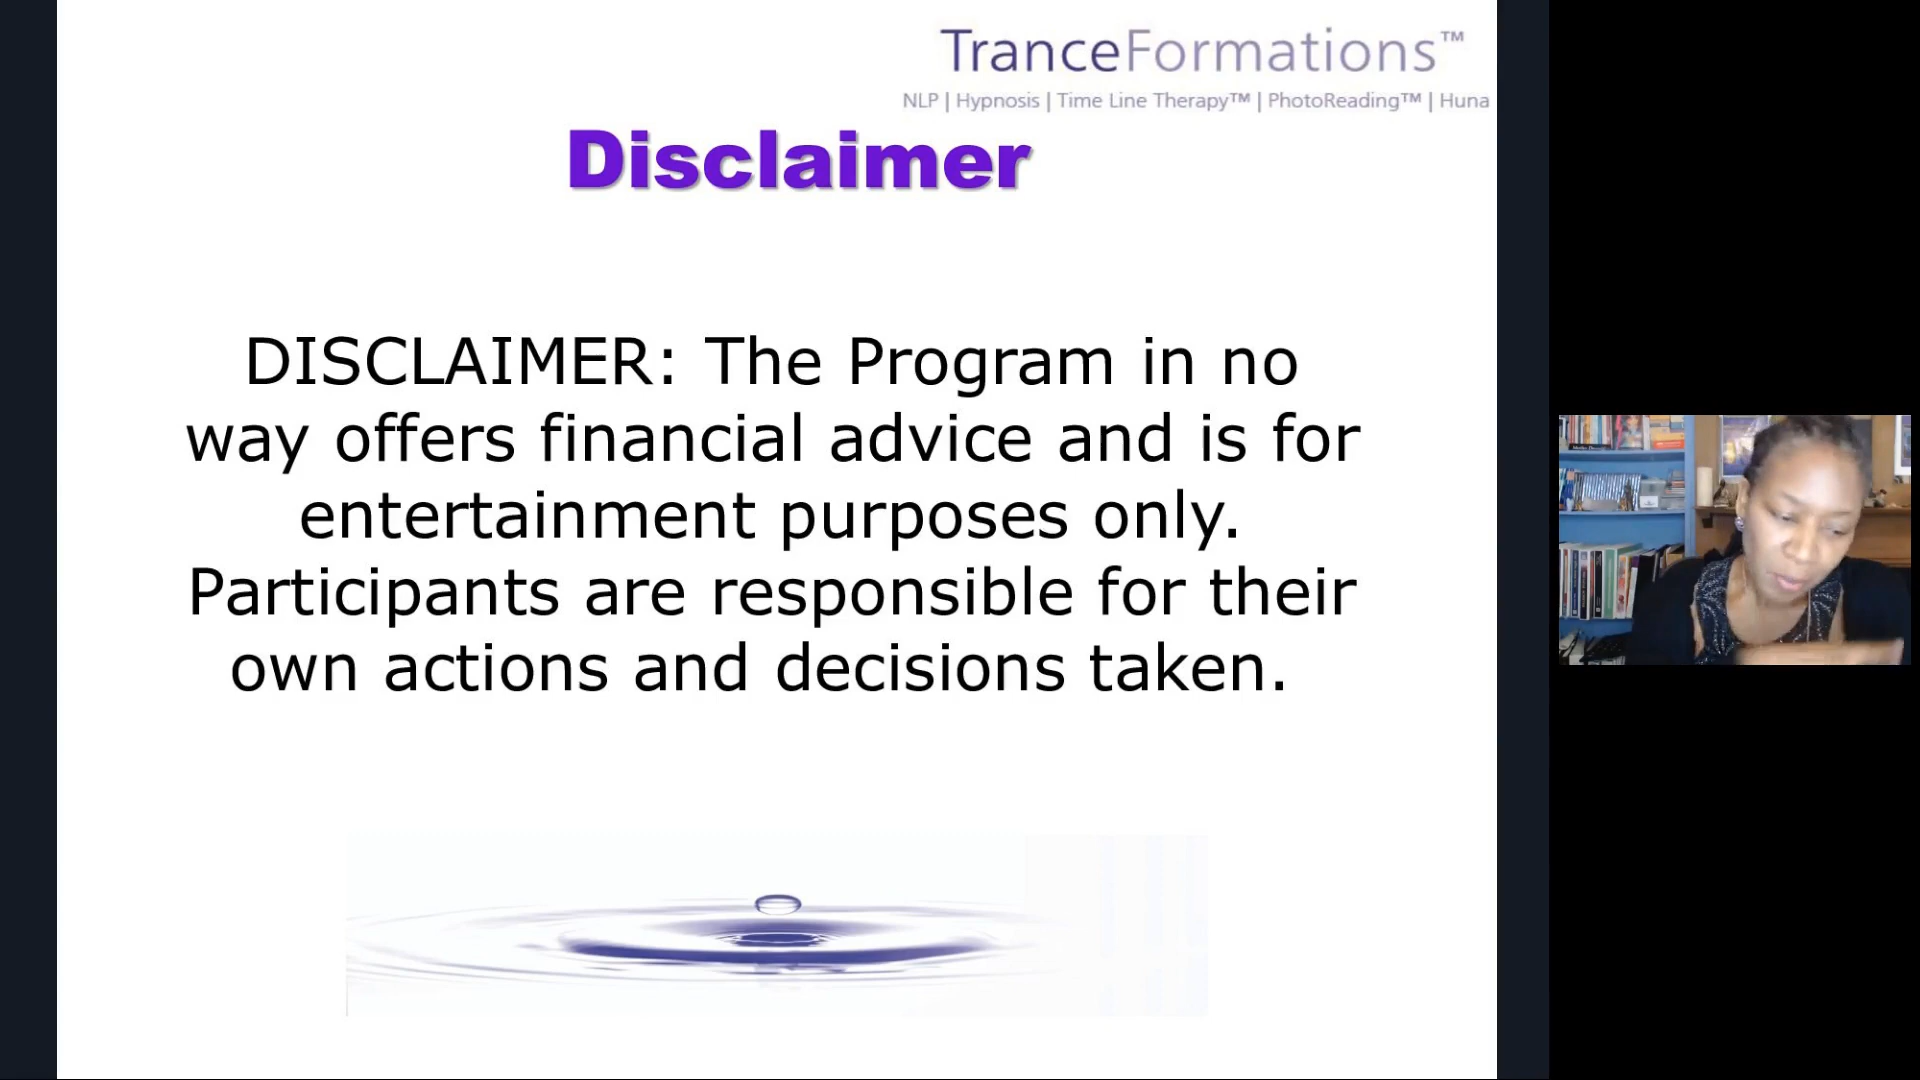 TranceFormations™
NLP | Hypnosis | Time Line Therapy™ | PhotoReading™ | Huna
Disclaimer
DISCLAIMER: The Program in no
way offers financial advice and is for
entertainment purposes only.
Participants are responsible for their
own actions and decisions taken.